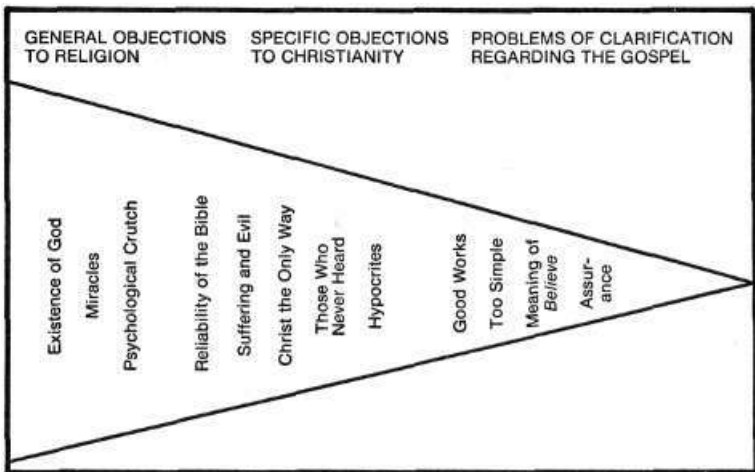 GENERAL OBJECTIONS
TO RELIGION
SPECIFIC OBJECTIONS
TO CHRISTIANITY
PROBLEMS OF CLARIFICATION
REGARDING THE GOSPEL
Existence of God
Miracles
Psychological Crutch
Reliability of the Bible
Suffering and Evil
Christ the Only Way
Those Who
Never Heard
Hypocrites
Good Works
Too Simple
Meaning of
Believe
Assur-
ance